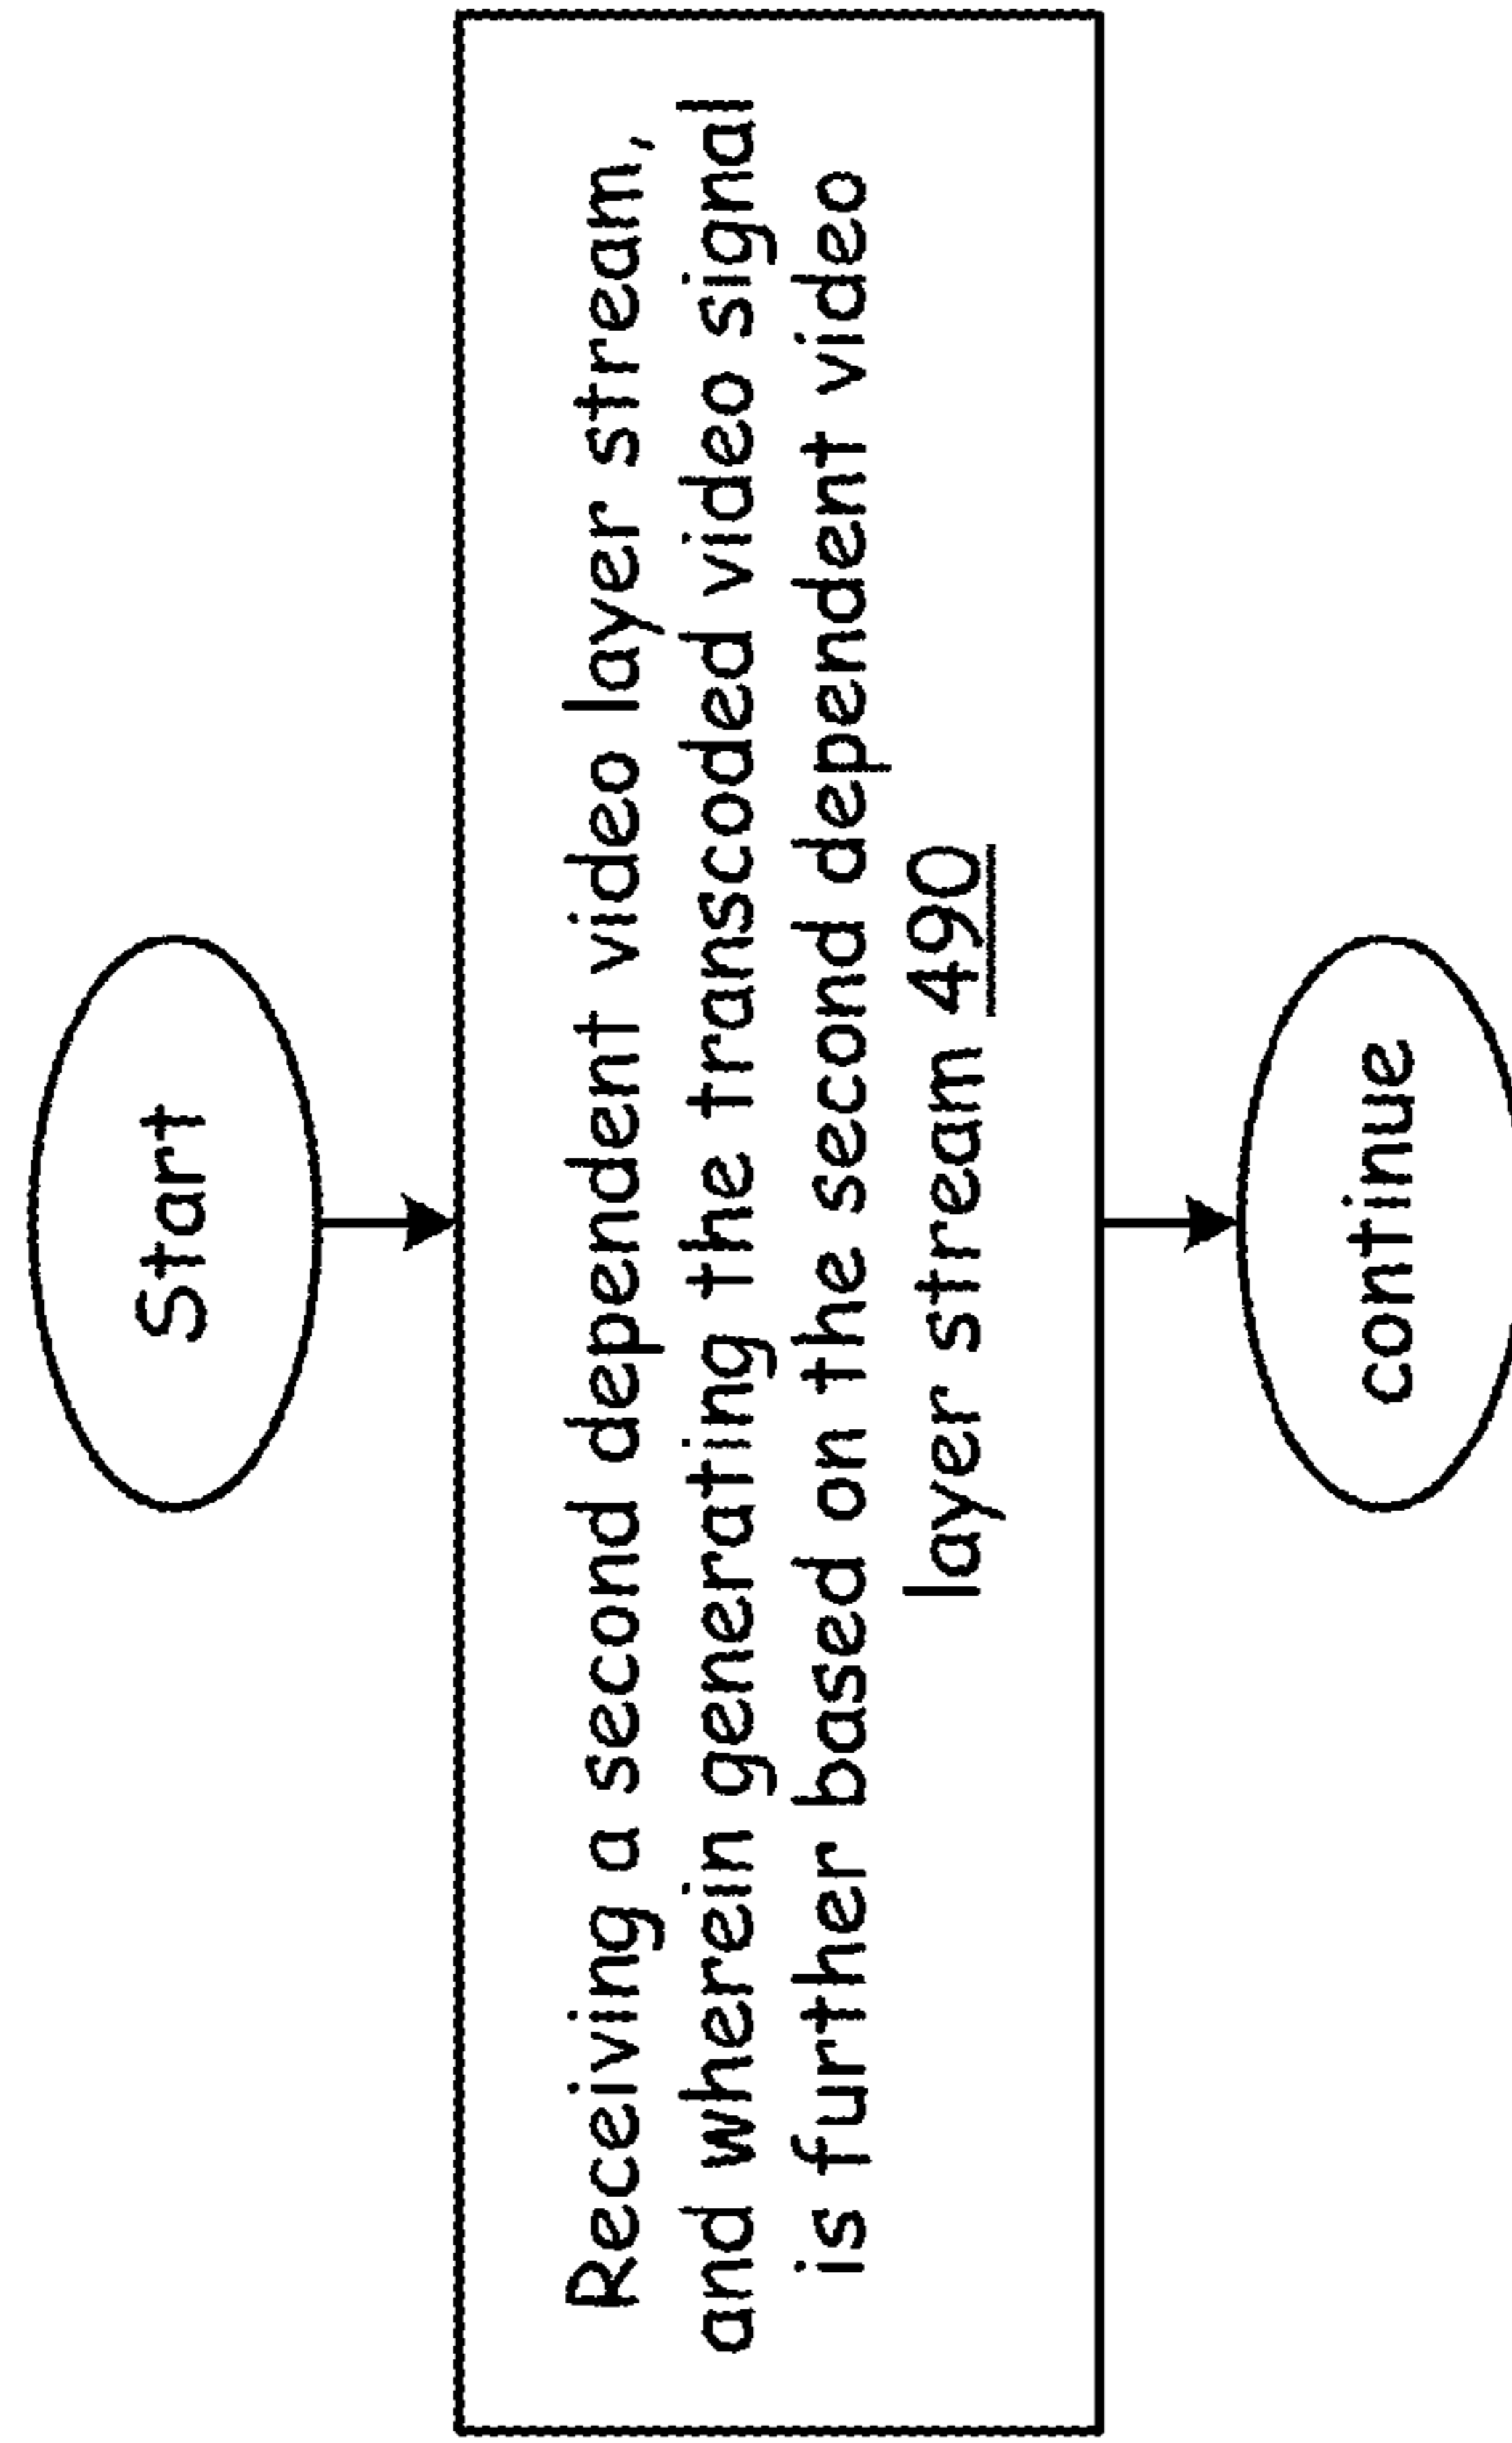 Start
Receiving a second dependent video layer stream,
and wherein generating the transcoded video signal
is further based on the second dependent video
layer stream 490
continue